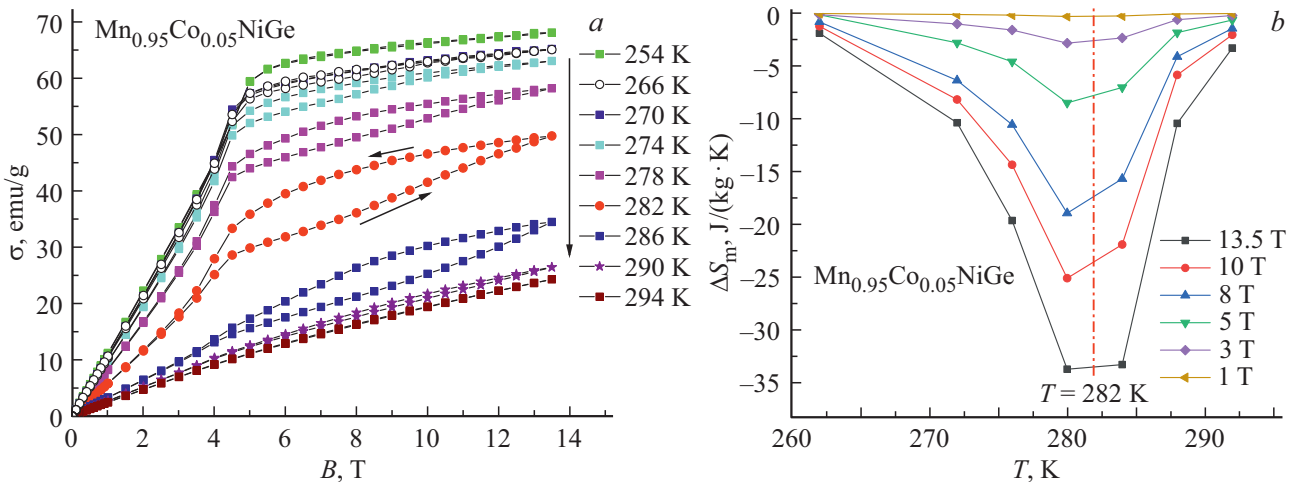 Mn0.95Co0.05NiGe
a
σ, emu/g
70
60
50
40
30
20
10
0
0
2
4
6
8
10
12
14
B, T
254 K
266 K
270 K
274 K
278 K
282 K
286 K
290 K
294 K
b
ΔSm, J/(kg · K)
0
−5
−10
−15
−20
−25
−30
−35
260
270
280
290
T, K
Mn0.95Co0.05NiGe
T = 282 K
13.5 T
10 T
8 T
5 T
3 T
1 T